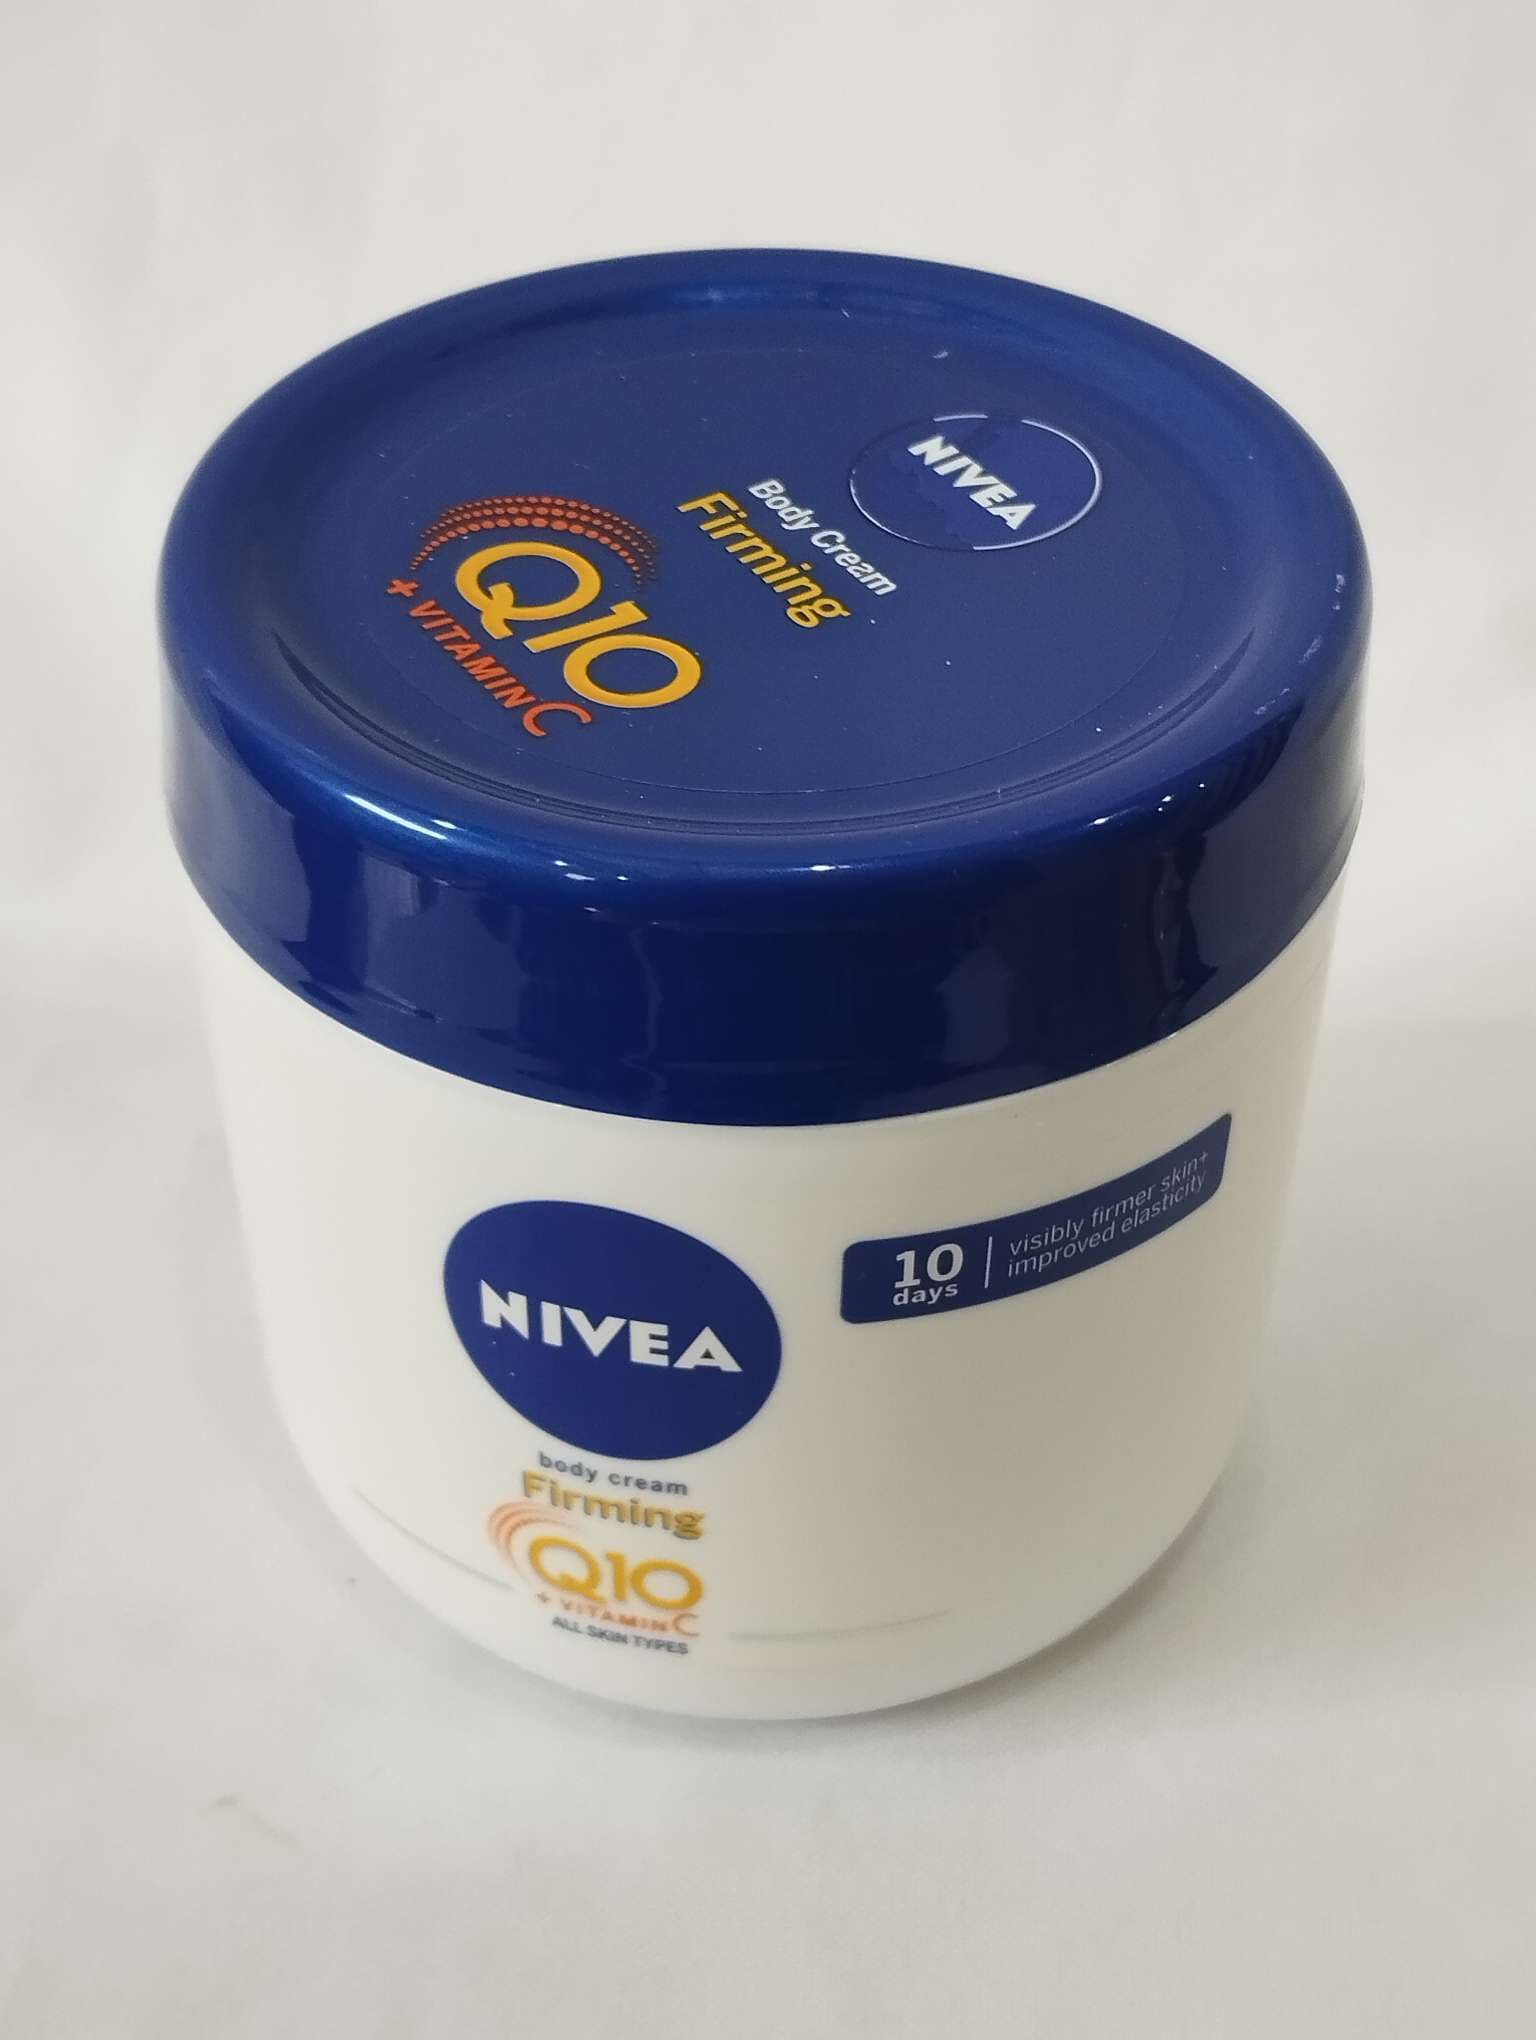 NIVEA
Body Cream
Firming
Q10
+ VITAMIN C
NIVEA
body cream
Firming
Q10
+ VITAMIN C
ALL SKIN TYPES
10
days
visibly firmer skin+
improved elasticity